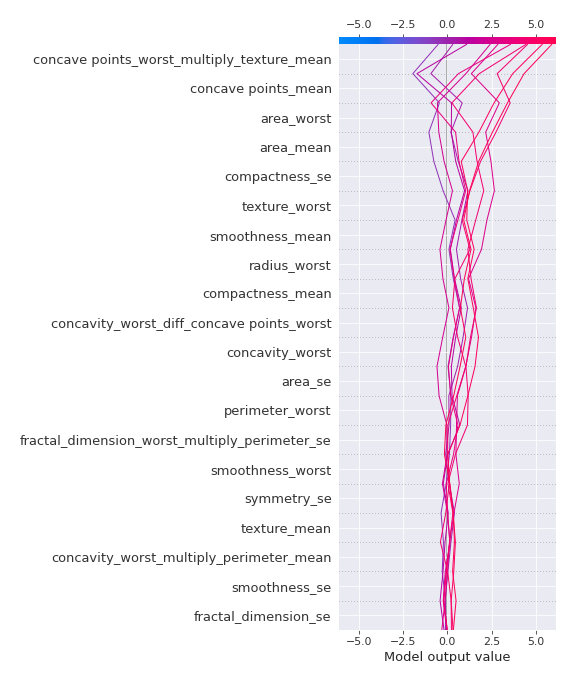 −5.0 −2.5 0.0 2.5 5.0
concave points_worst_multiply_texture_mean
concave points_mean
area_worst
area_mean
compactness_se
texture_worst
smoothness_mean
radius_worst
compactness_mean
concavity_worst_diff_concave points_worst
concavity_worst
area_se
perimeter_worst
fractal_dimension_worst_multiply_perimeter_se
smoothness_worst
symmetry_se
texture_mean
concavity_worst_multiply_perimeter_mean
smoothness_se
fractal_dimension_se
−5.0 −2.5 0.0 2.5 5.0
Model output value